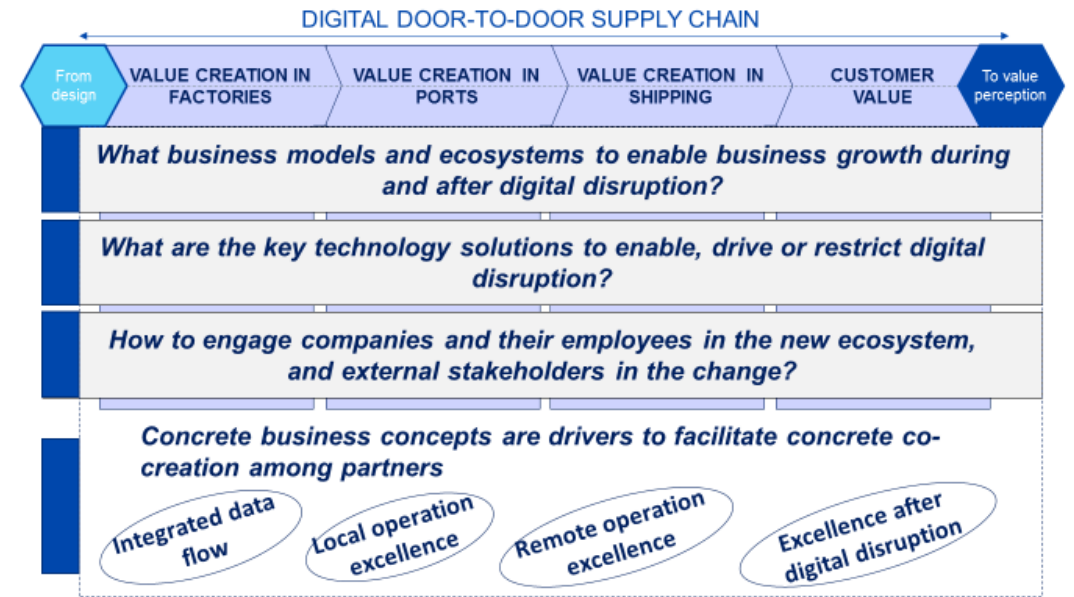 DIGITAL DOOR-TO-DOOR SUPPLY CHAIN
From
design
VALUE CREATION IN
FACTORIES
VALUE CREATION IN
PORTS
VALUE CREATION IN
SHIPPING
CUSTOMER
VALUE
To value
perception
What business models and ecosystems to enable business growth during
and after digital disruption?
What are the key technology solutions to enable, drive or restrict digital
disruption?
How to engage companies and their employees in the new ecosystem,
and external stakeholders in the change?
Concrete business concepts are drivers to facilitate concrete co-
creation among partners
Integrated data
flow
Local operation
excellence
Remote operation
excellence
Excellence after
digital disruption